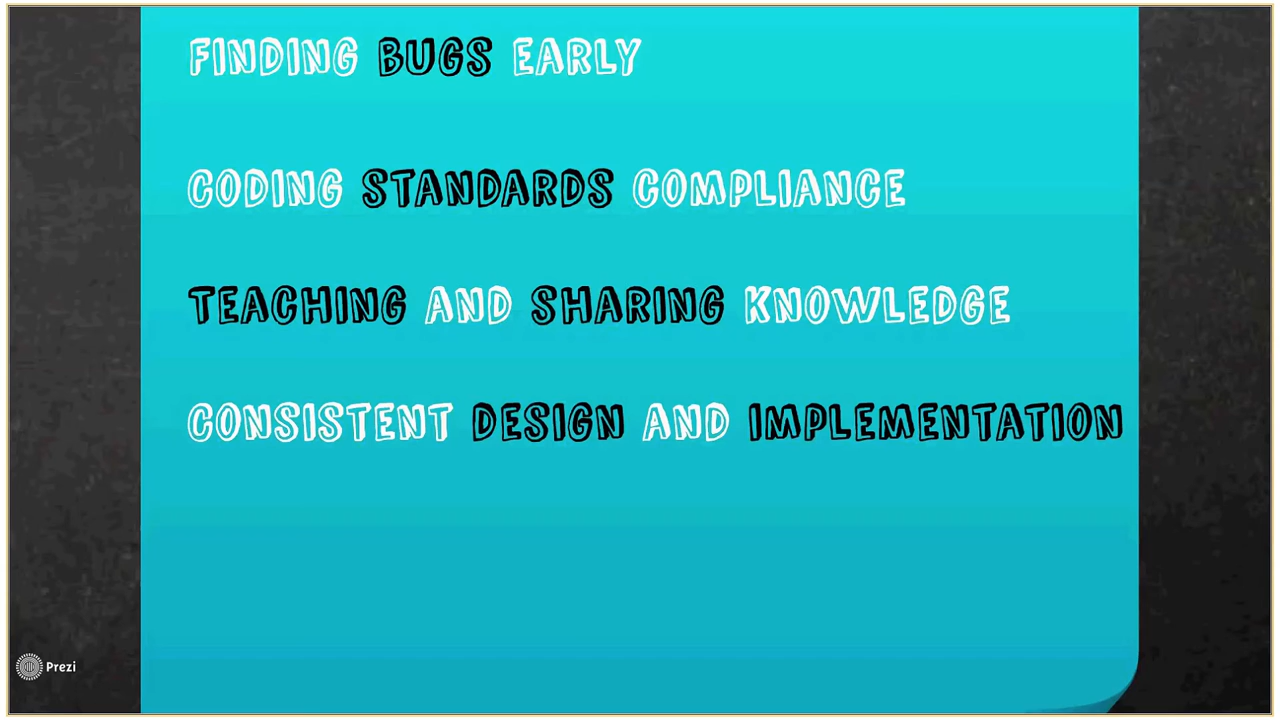 FINDING BUGS EARLY
CODING STANDARDS COMPLIANCE
TEACHING AND SHARING KNOWLEDGE
CONSISTENT DESIGN AND IMPLEMENTATION
Prezi